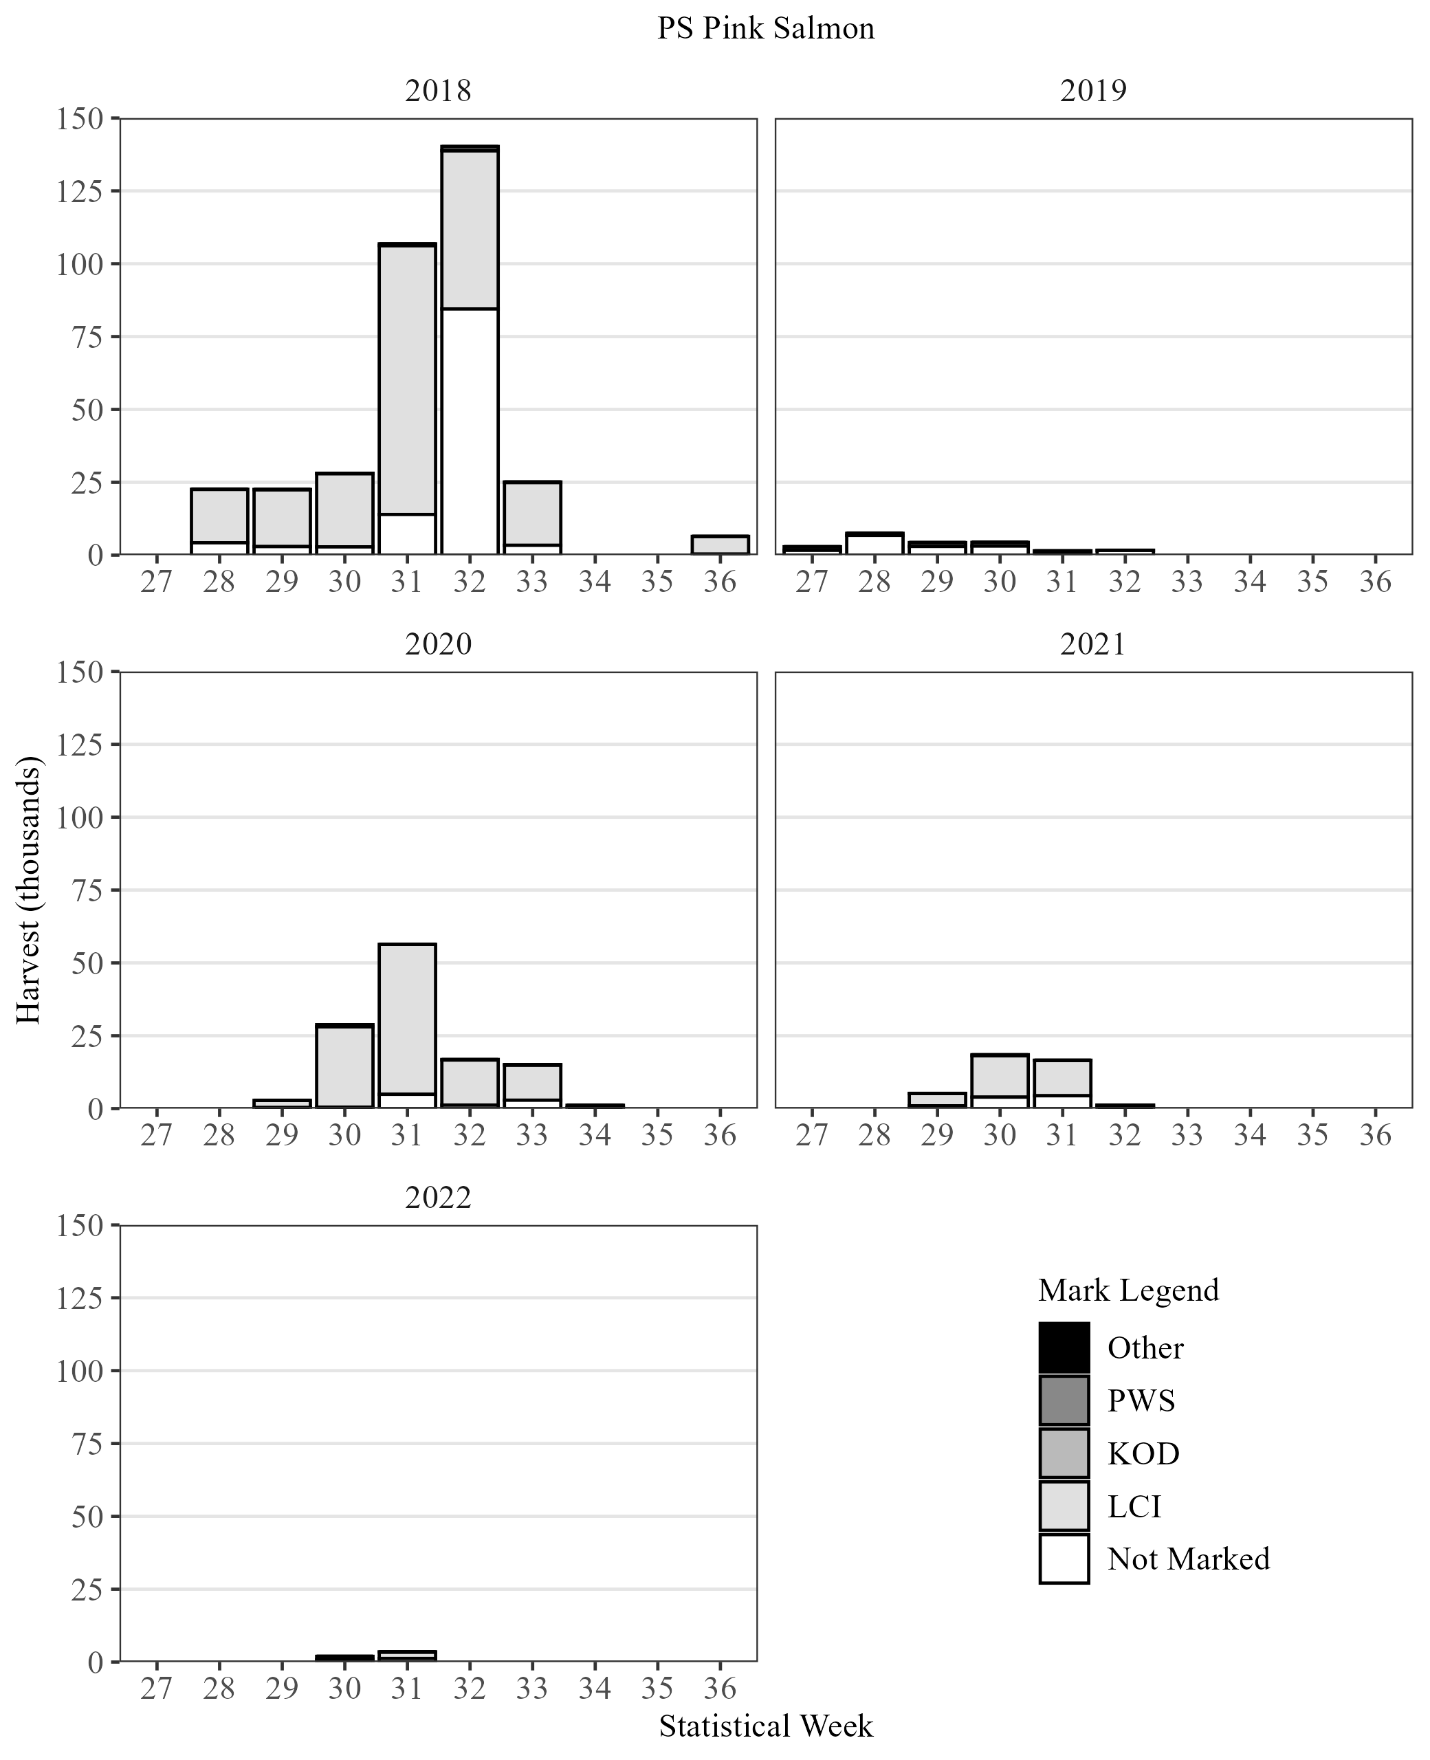 PS Pink Salmon
2018
2019
150
125
100
75
50
25
0
27 28 29 30 31 32 33 34 35 36
27 28 29 30 31 32 33 34 35 36
2020
2021
150
125
100
75
50
25
0
27 28 29 30 31 32 33 34 35 36
27 28 29 30 31 32 33 34 35 36
Harvest (thousands)
2022
150
125
100
75
50
25
0
27 28 29 30 31 32 33 34 35 36
Statistical Week
Mark Legend
Other
PWS
KOD
LCI
Not Marked